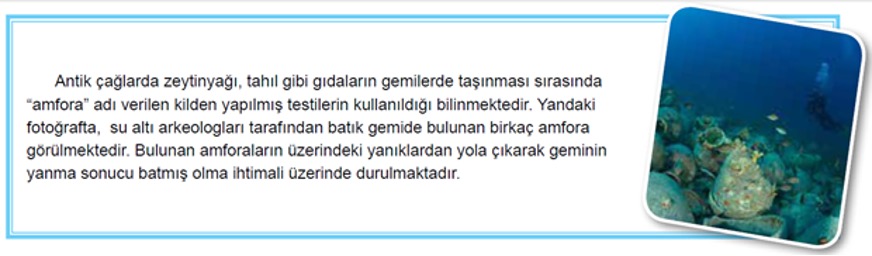 Antik çağlarda zeytinyağı, tahıl gibi gıdaların gemilerde taşınması sırasında
“amfora” adı verilen kilden yapılmış testilerin kullanıldığı bilinmektedir. Yandaki
fotoğrafta, su altı arkeologları tarafından batık gemide bulunan birkaç amfora
görülmektedir. Bulunan amforaların üzerindeki yanıklardan yola çıkarak geminin
yanma sonucu batmış olma ihtimali üzerinde durulmaktadır.